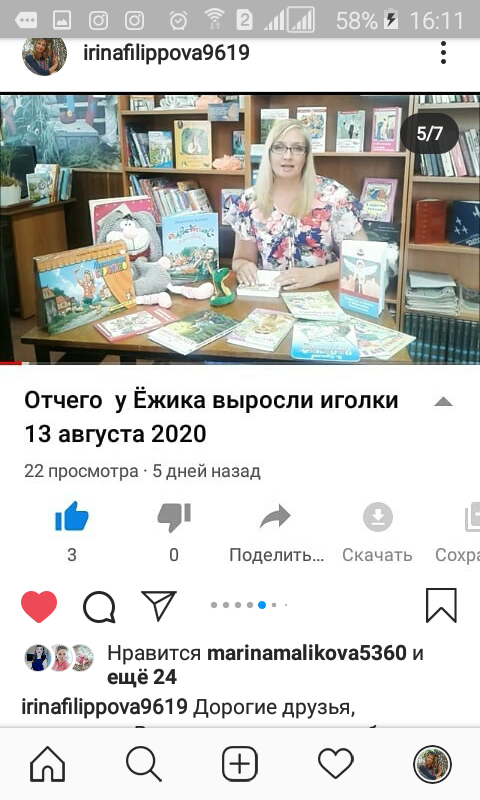 2 58% 16:11
irinafilippova9619
5/7
Отчего у Ёжика выросли иголки
13 августа 2020
22 просмотра · 5 дней назад
3 0 Поделить... Скачать Сохра
Нравится marinamalikova5360 и
ещё 24
irinafilippova9619 Дорогие друзья,